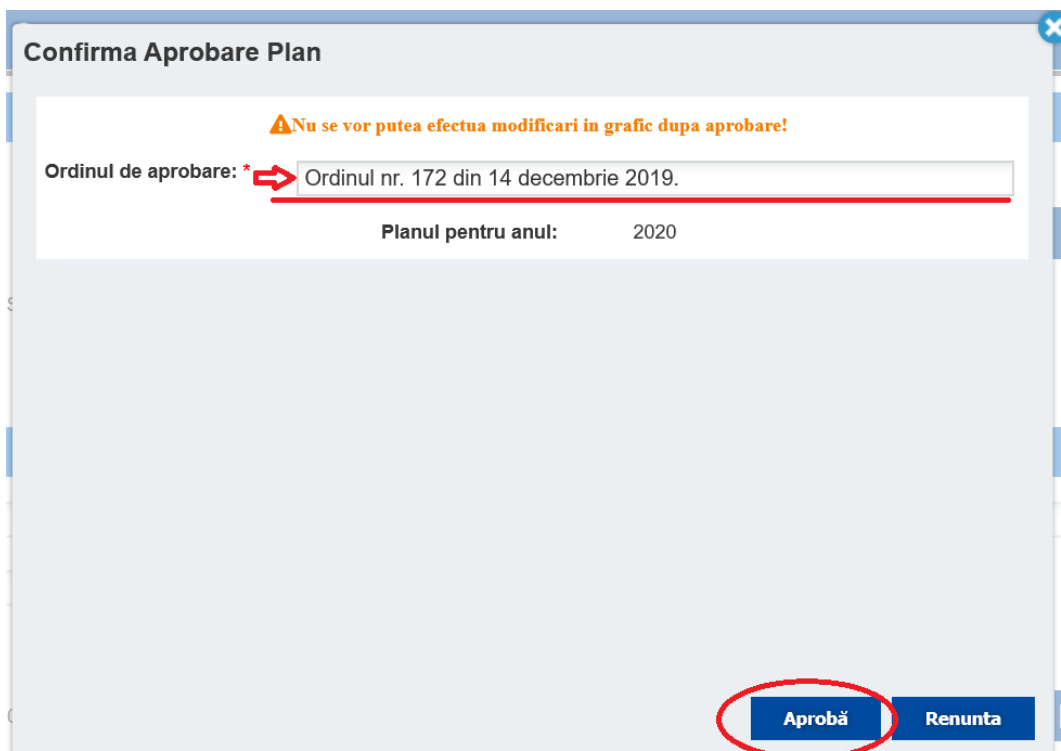 Confirma Aprobare Plan
Nu se vor putea efectua modificari in grafic dupa aprobare!
Ordinul de aprobare: * Ordinul nr. 172 din 14 decembrie 2019.
Planul pentru anul: 2020
Aprobă Renunta